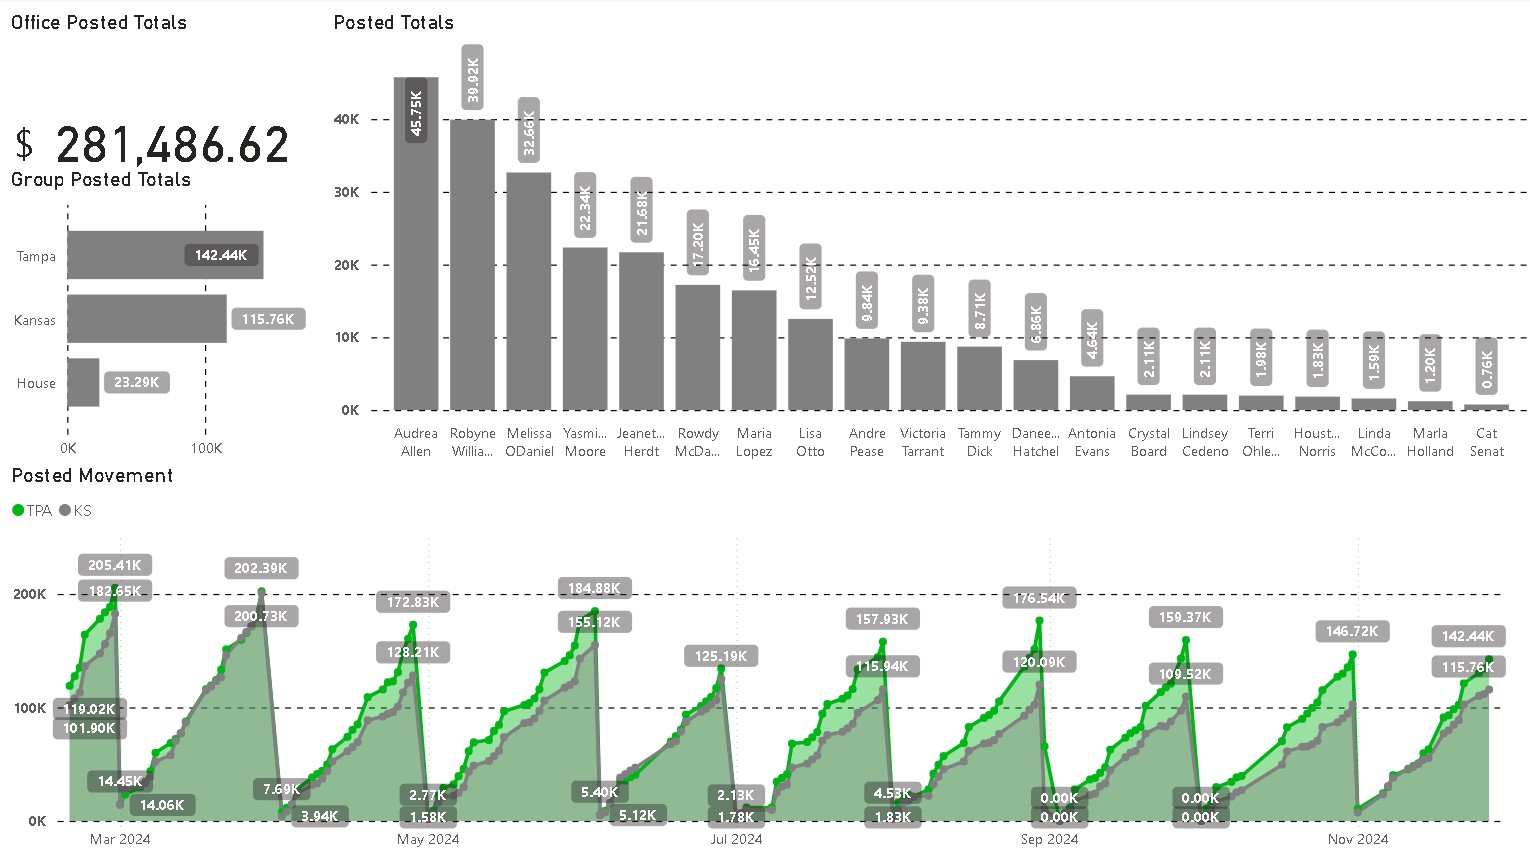 Office Posted Totals
$ 281,486.62
Group Posted Totals
Tampa 142.44K
Kansas 115.76K
House 23.29K
0K 100K
Posted Totals
40K
30K
20K
10K
0K
45.75K 39.92K 32.66K 22.34K 21.68K 17.20K 16.45K 12.52K 9.84K 9.38K 8.71K 6.86K 4.64K 2.11K 2.11K 1.98K 1.83K 1.59K 1.20K 0.76K
Audrea Robyne Melissa Yasmi... Jeanet... Rowdy Maria Lisa Andre Victoria Tammy Danee... Antonia Crystal Lindsey Terri Houst... Linda Marla Cat
Allen Willia... ODaniel Moore Herdt McDa... Lopez Otto Pease Tarrant Dick Hatchel Evans Board Cedeno Ohle... Norris McCo... Holland Senat
Posted Movement
TPA KS
200K
100K
0K
205.41K 202.39K 172.83K 184.88K 125.19K 157.93K 176.54K 159.37K 146.72K 142.44K
182.65K 200.73K 128.21K 155.12K 115.94K 120.09K 109.52K 115.76K
119.02K
101.90K
14.45K 7.69K 2.77K 5.40K 2.13K 4.53K 0.00K 0.00K
14.06K 3.94K 1.58K 5.12K 1.78K 1.83K 0.00K 0.00K
Mar 2024 May 2024 Jul 2024 Sep 2024 Nov 2024